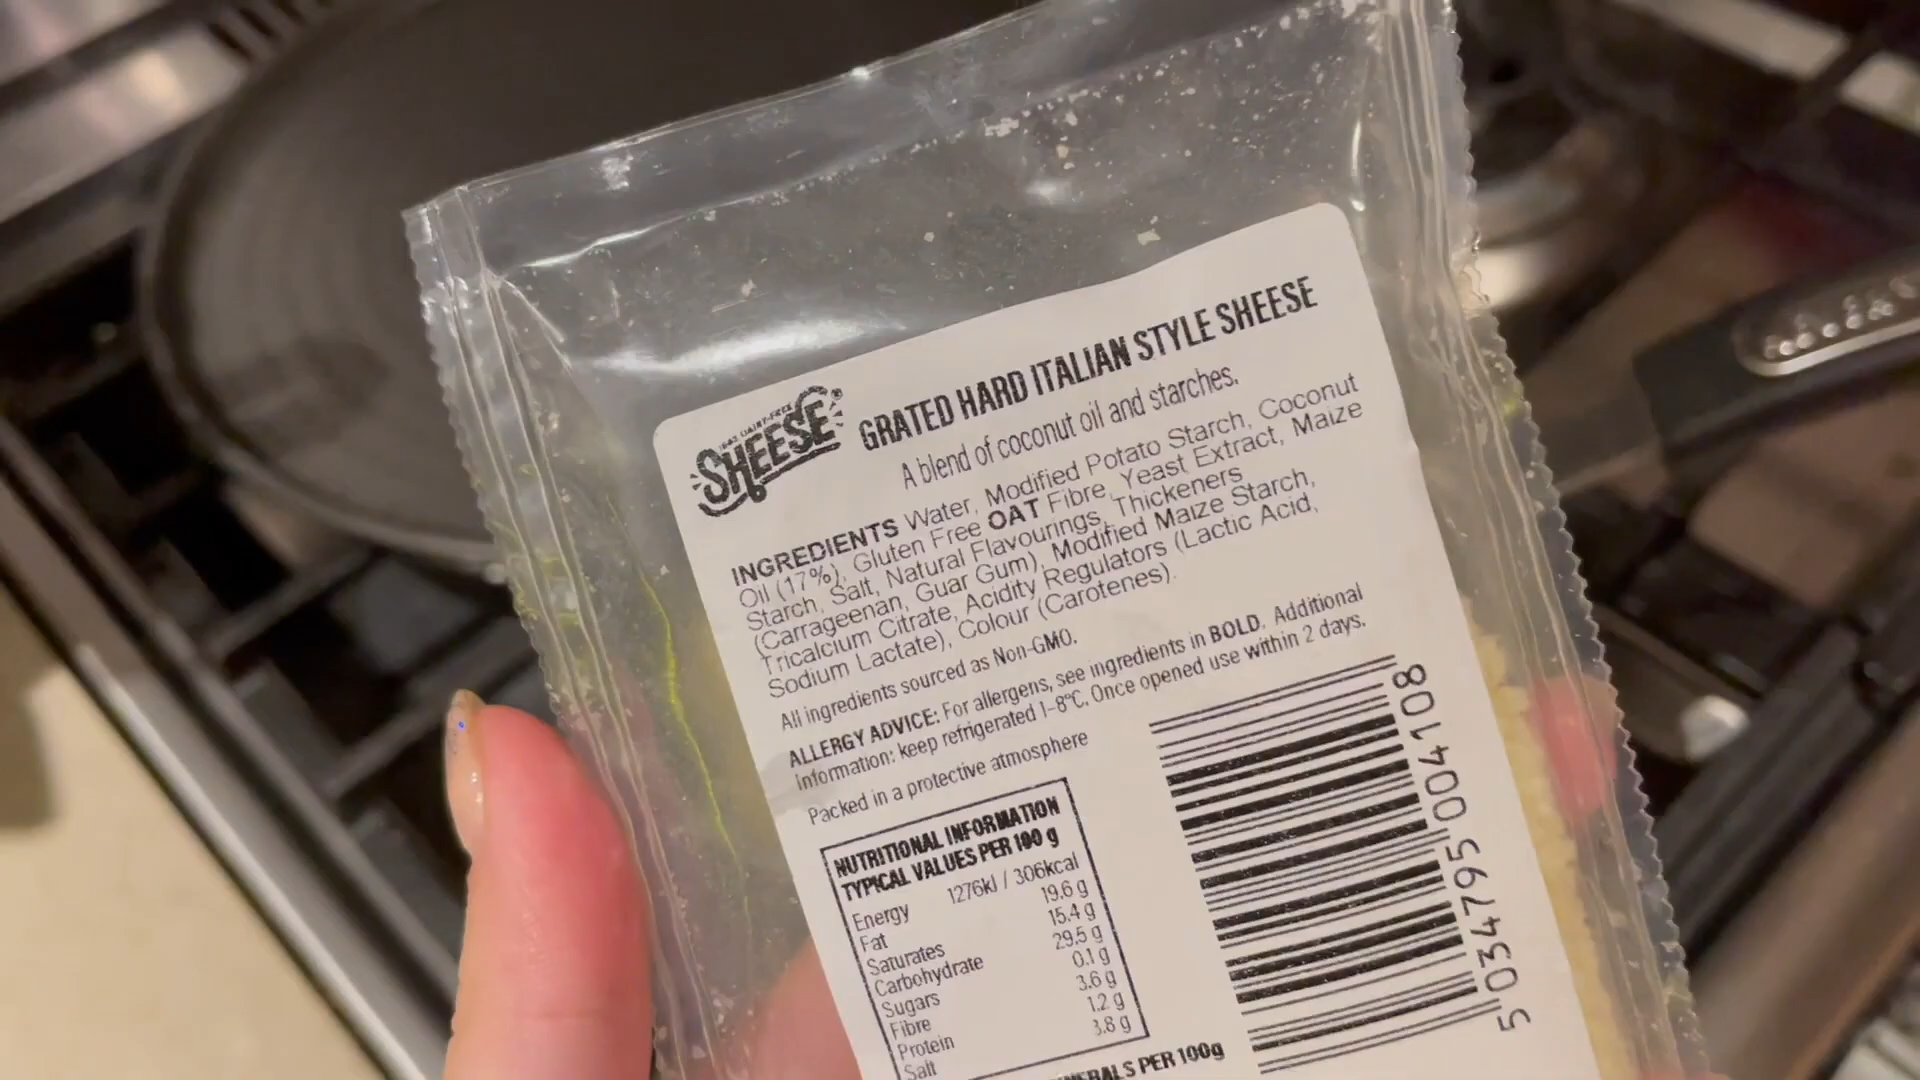 SHEESE
GRATED HARD ITALIAN STYLE SHEESE
A blend of coconut oil and starches.
INGREDIENTS Water, Modified Potato Starch, Coconut
Oil (17%), Gluten Free OAT Fibre, Yeast Extract, Maize
Starch, Salt, Natural Flavourings, Thickeners
(Carrageenan, Guar Gum), Modified Maize Starch,
Tricalcium Citrate, Acidity Regulators (Lactic Acid,
Sodium Lactate), Colour (Carotenes).
All ingredients sourced as Non-GMO.
ALLERGY ADVICE: For allergens, see ingredients in BOLD. Additional
Information: keep refrigerated 1-8°C. Once opened use within 2 days.
Packed in a protective atmosphere
NUTRITIONAL INFORMATION
TYPICAL VALUES PER 100 g
Energy 1276kJ / 306kcal
Fat 19.6 g
Saturates 15.4 g
Carbohydrate 29.5 g
Sugars 0.1 g
Fibre 3.6 g
Protein 1.2 g
Salt 3.8 g
PER 100g
5 034795 004108